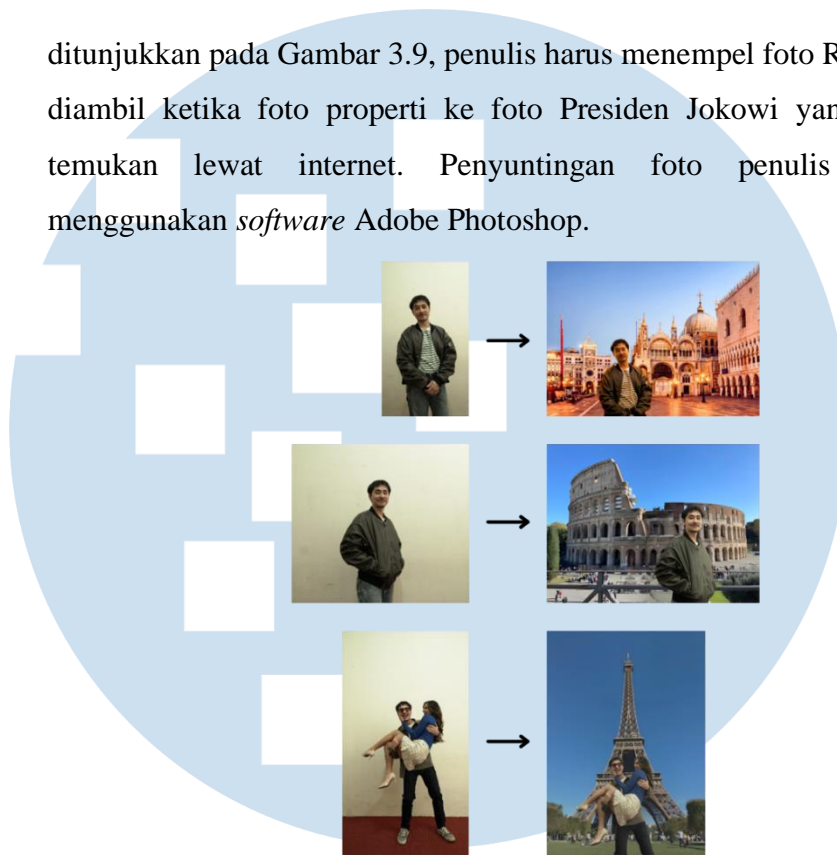 ditunjukkan pada Gambar 3.9, penulis harus menempel foto
diambil ketika foto properti ke foto Presiden Jokowi
temukan lewat internet. Penyuntingan foto penulis
menggunakan software Adobe Photoshop.